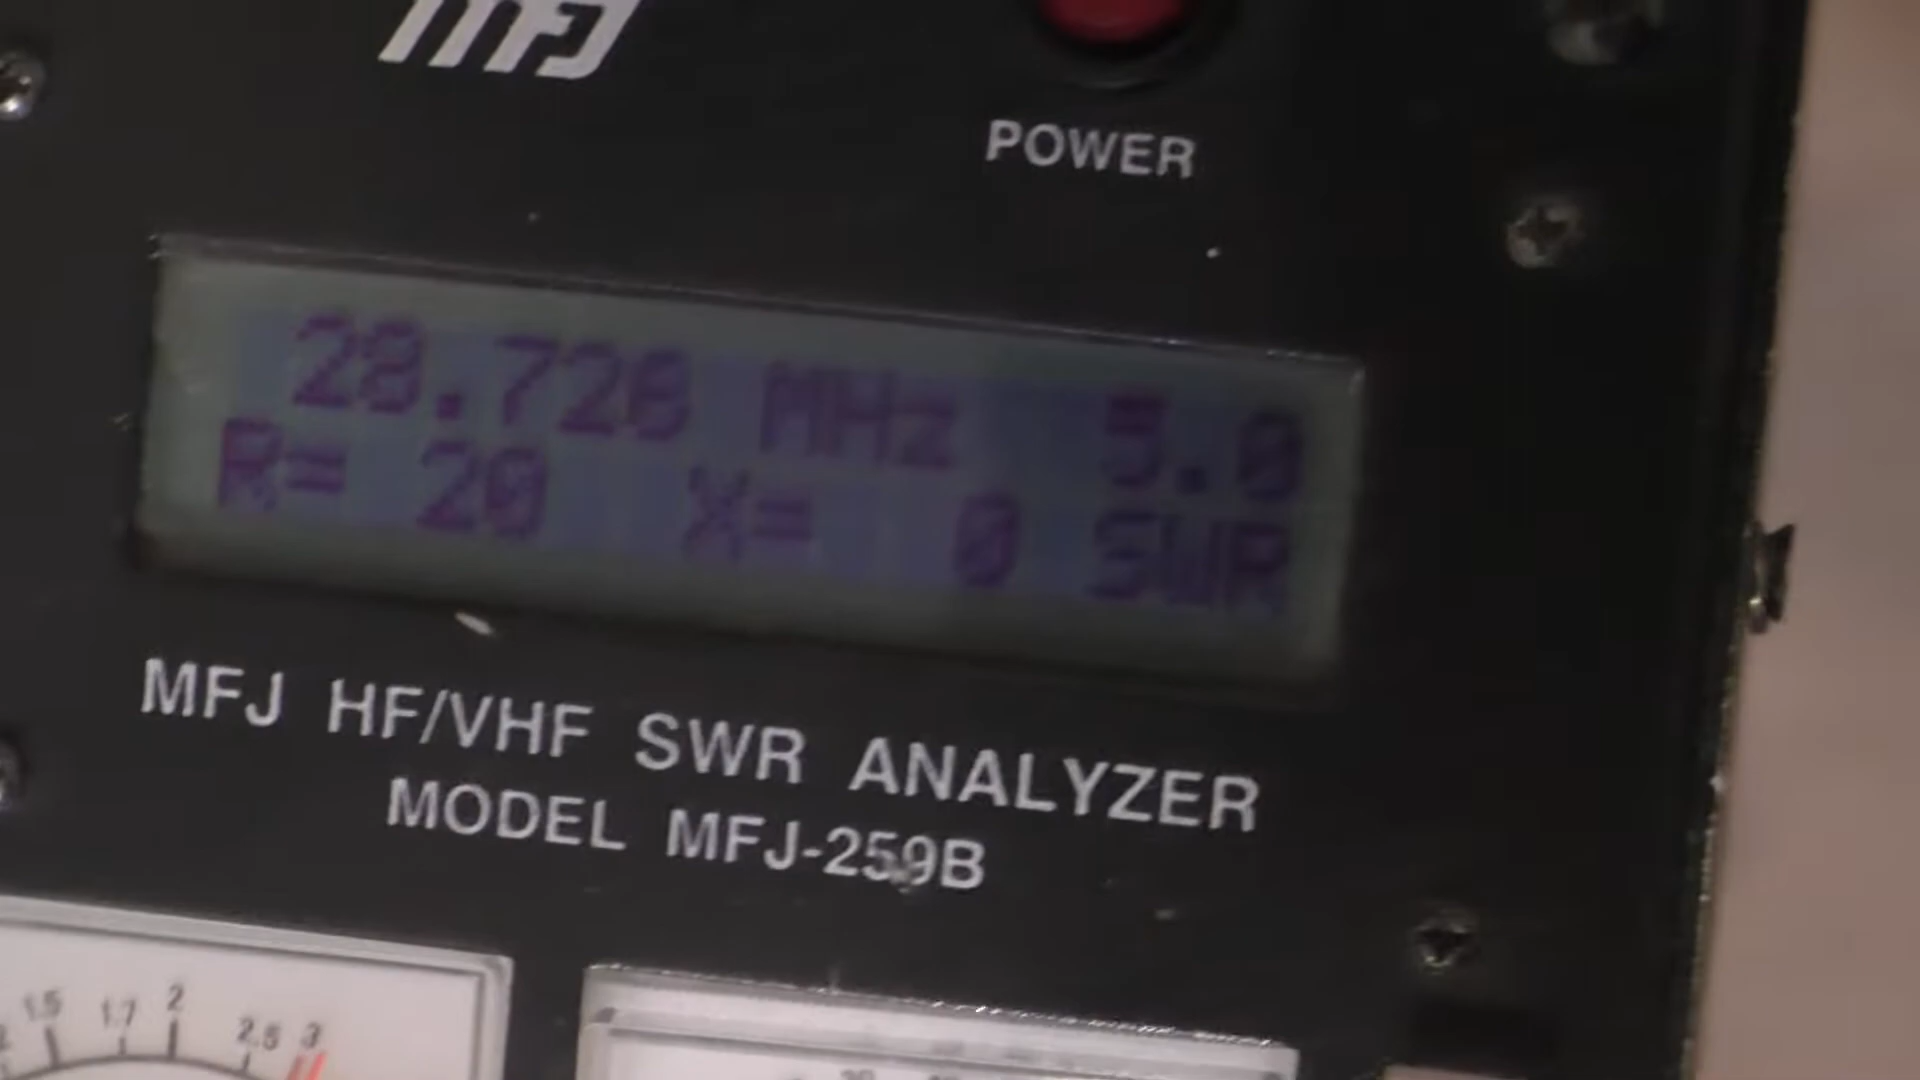 MFJ
POWER
28.720 MHz 5.0
R= 20 X= 0 SWR
MFJ HF/VHF SWR ANALYZER
MODEL MFJ-259B
1.5 1.7 2 2.5 3